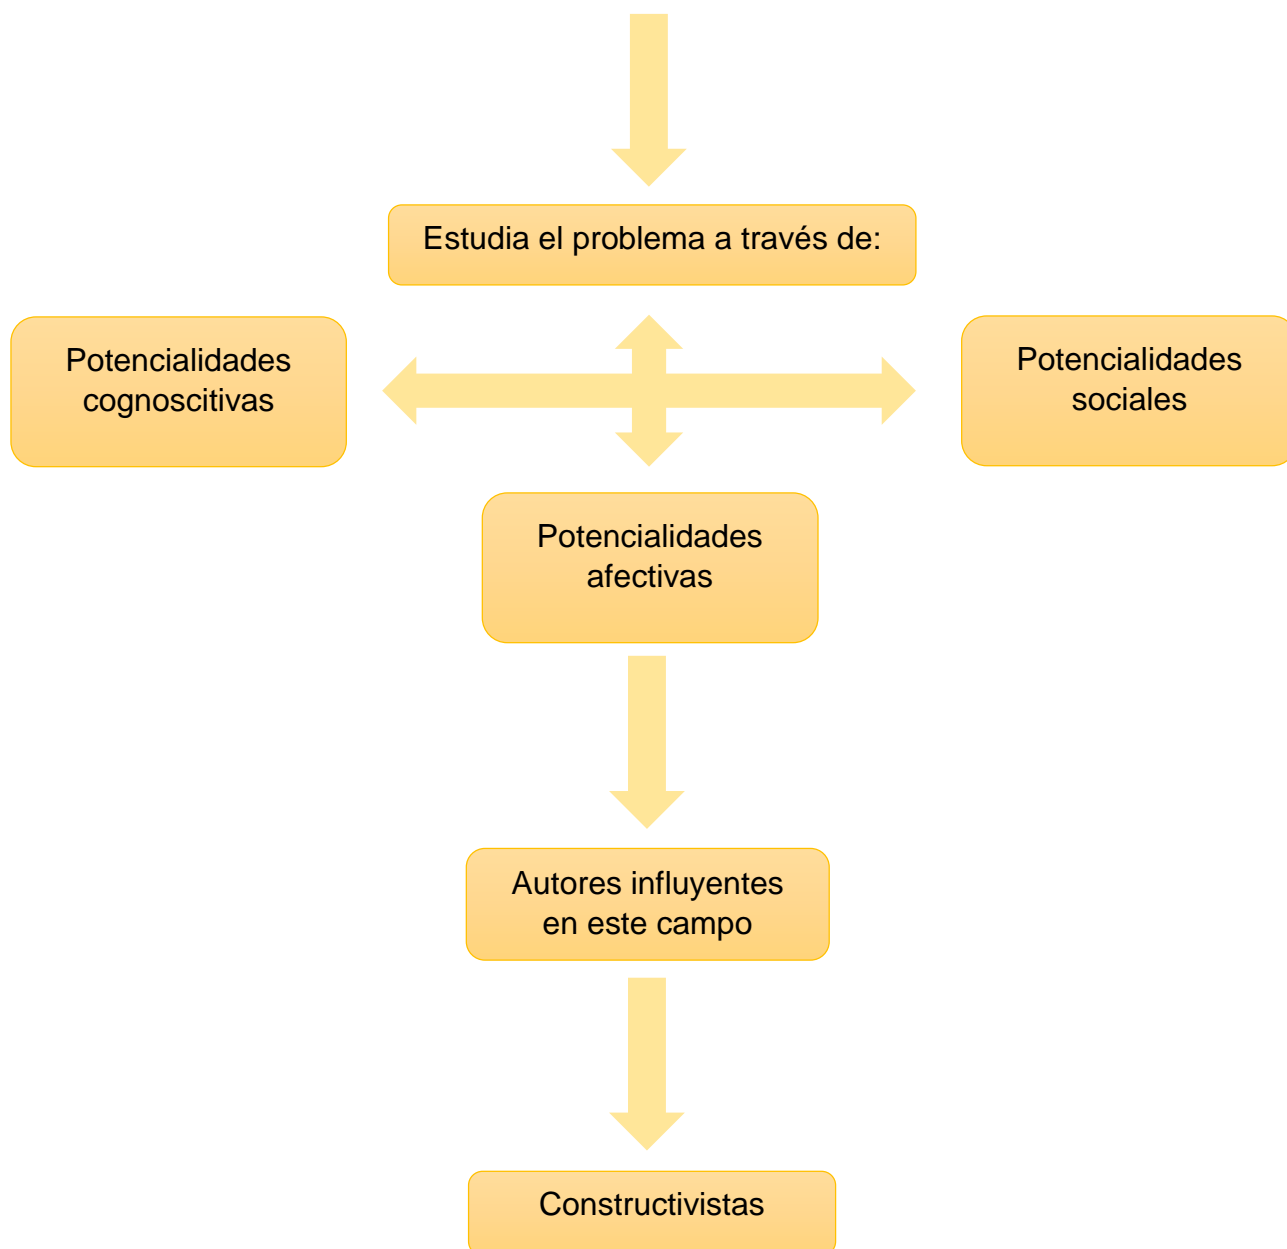 Estudia el problema a través de:
Potencialidades
cognoscitivas
Potencialidades
sociales
Potencialidades
afectivas
Autores influyentes
en este campo
Constructivistas